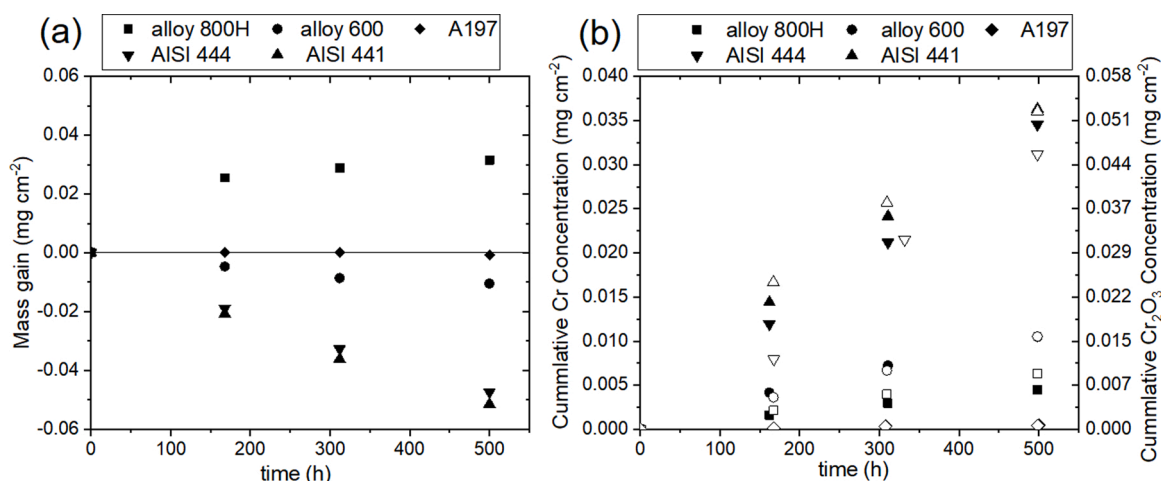 (a)
alloy 800H alloy 600 A197
AISI 444 AISI 441
0.06
0.04
0.02
0.00
-0.02
-0.04
-0.06
Mass gain (mg cm-2)
0 100 200 300 400 500
time (h)
(b)
alloy 800H alloy 600 A197
AISI 444 AISI 441
0.040
0.035
0.030
0.025
0.020
0.015
0.010
0.005
0.000
Cummlative Cr Concentration (mg cm-2)
0 100 200 300 400 500
time (h)
0.058
0.051
0.044
0.037
0.029
0.022
0.015
0.007
0.000
Cummlative Cr2O3 Concentration (mg cm-2)